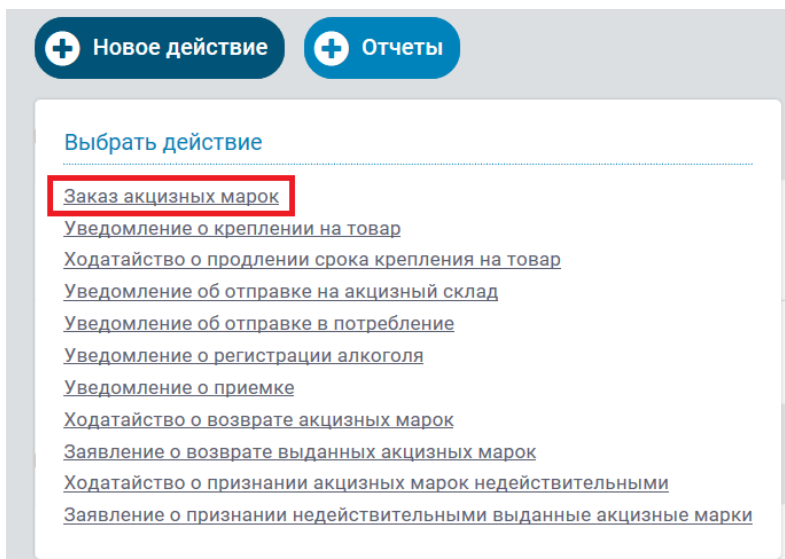 Новое действие Отчеты
Выбрать действие
Заказ акцизных марок
Уведомление о креплении на товар
Ходатайство о продлении срока крепления на товар
Уведомление об отправке на акцизный склад
Уведомление об отправке в потребление
Уведомление о регистрации алкоголя
Уведомление о приемке
Ходатайство о возврате акцизных марок
Заявление о возврате выданных акцизных марок
Ходатайство о признании акцизных марок недействительными
Заявление о признании недействительными выданные акцизные марки